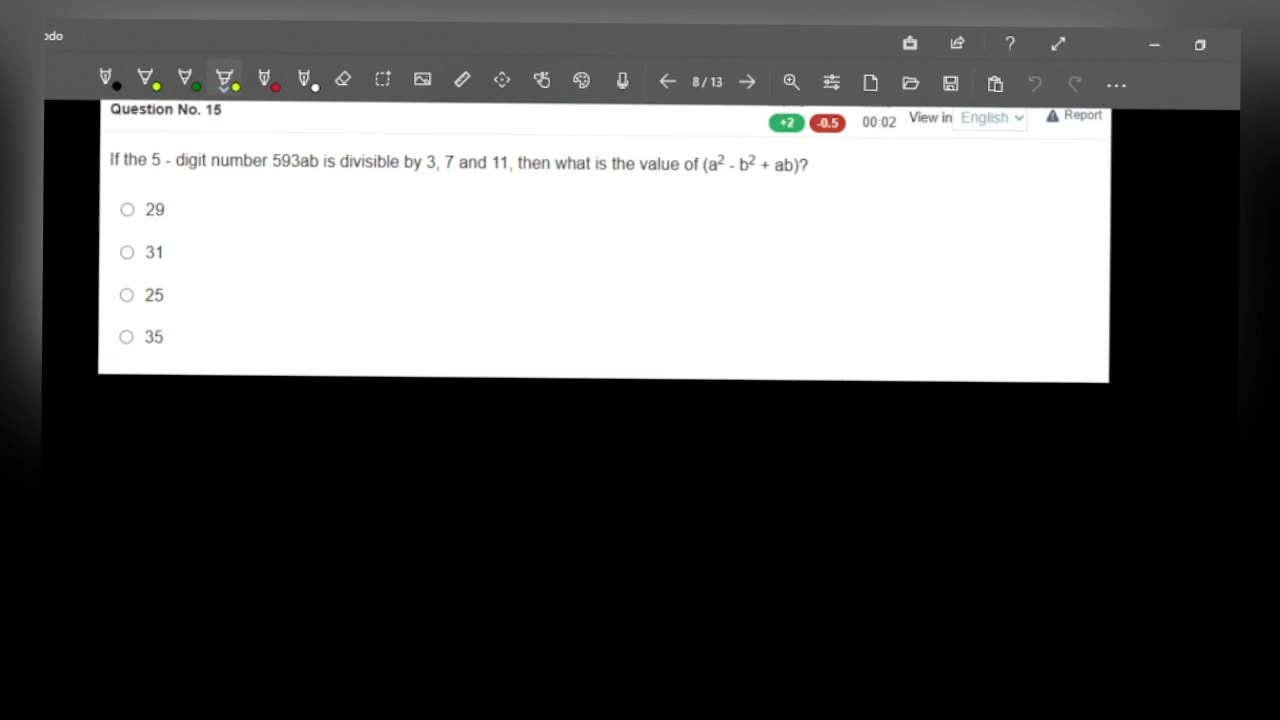 odo
?
8 / 13
...
Question No. 15
+2 -0.5 00:02 View in English Report
If the 5 - digit number 593ab is divisible by 3, 7 and 11, then what is the value of (a² - b² + ab)?
29
31
25
35